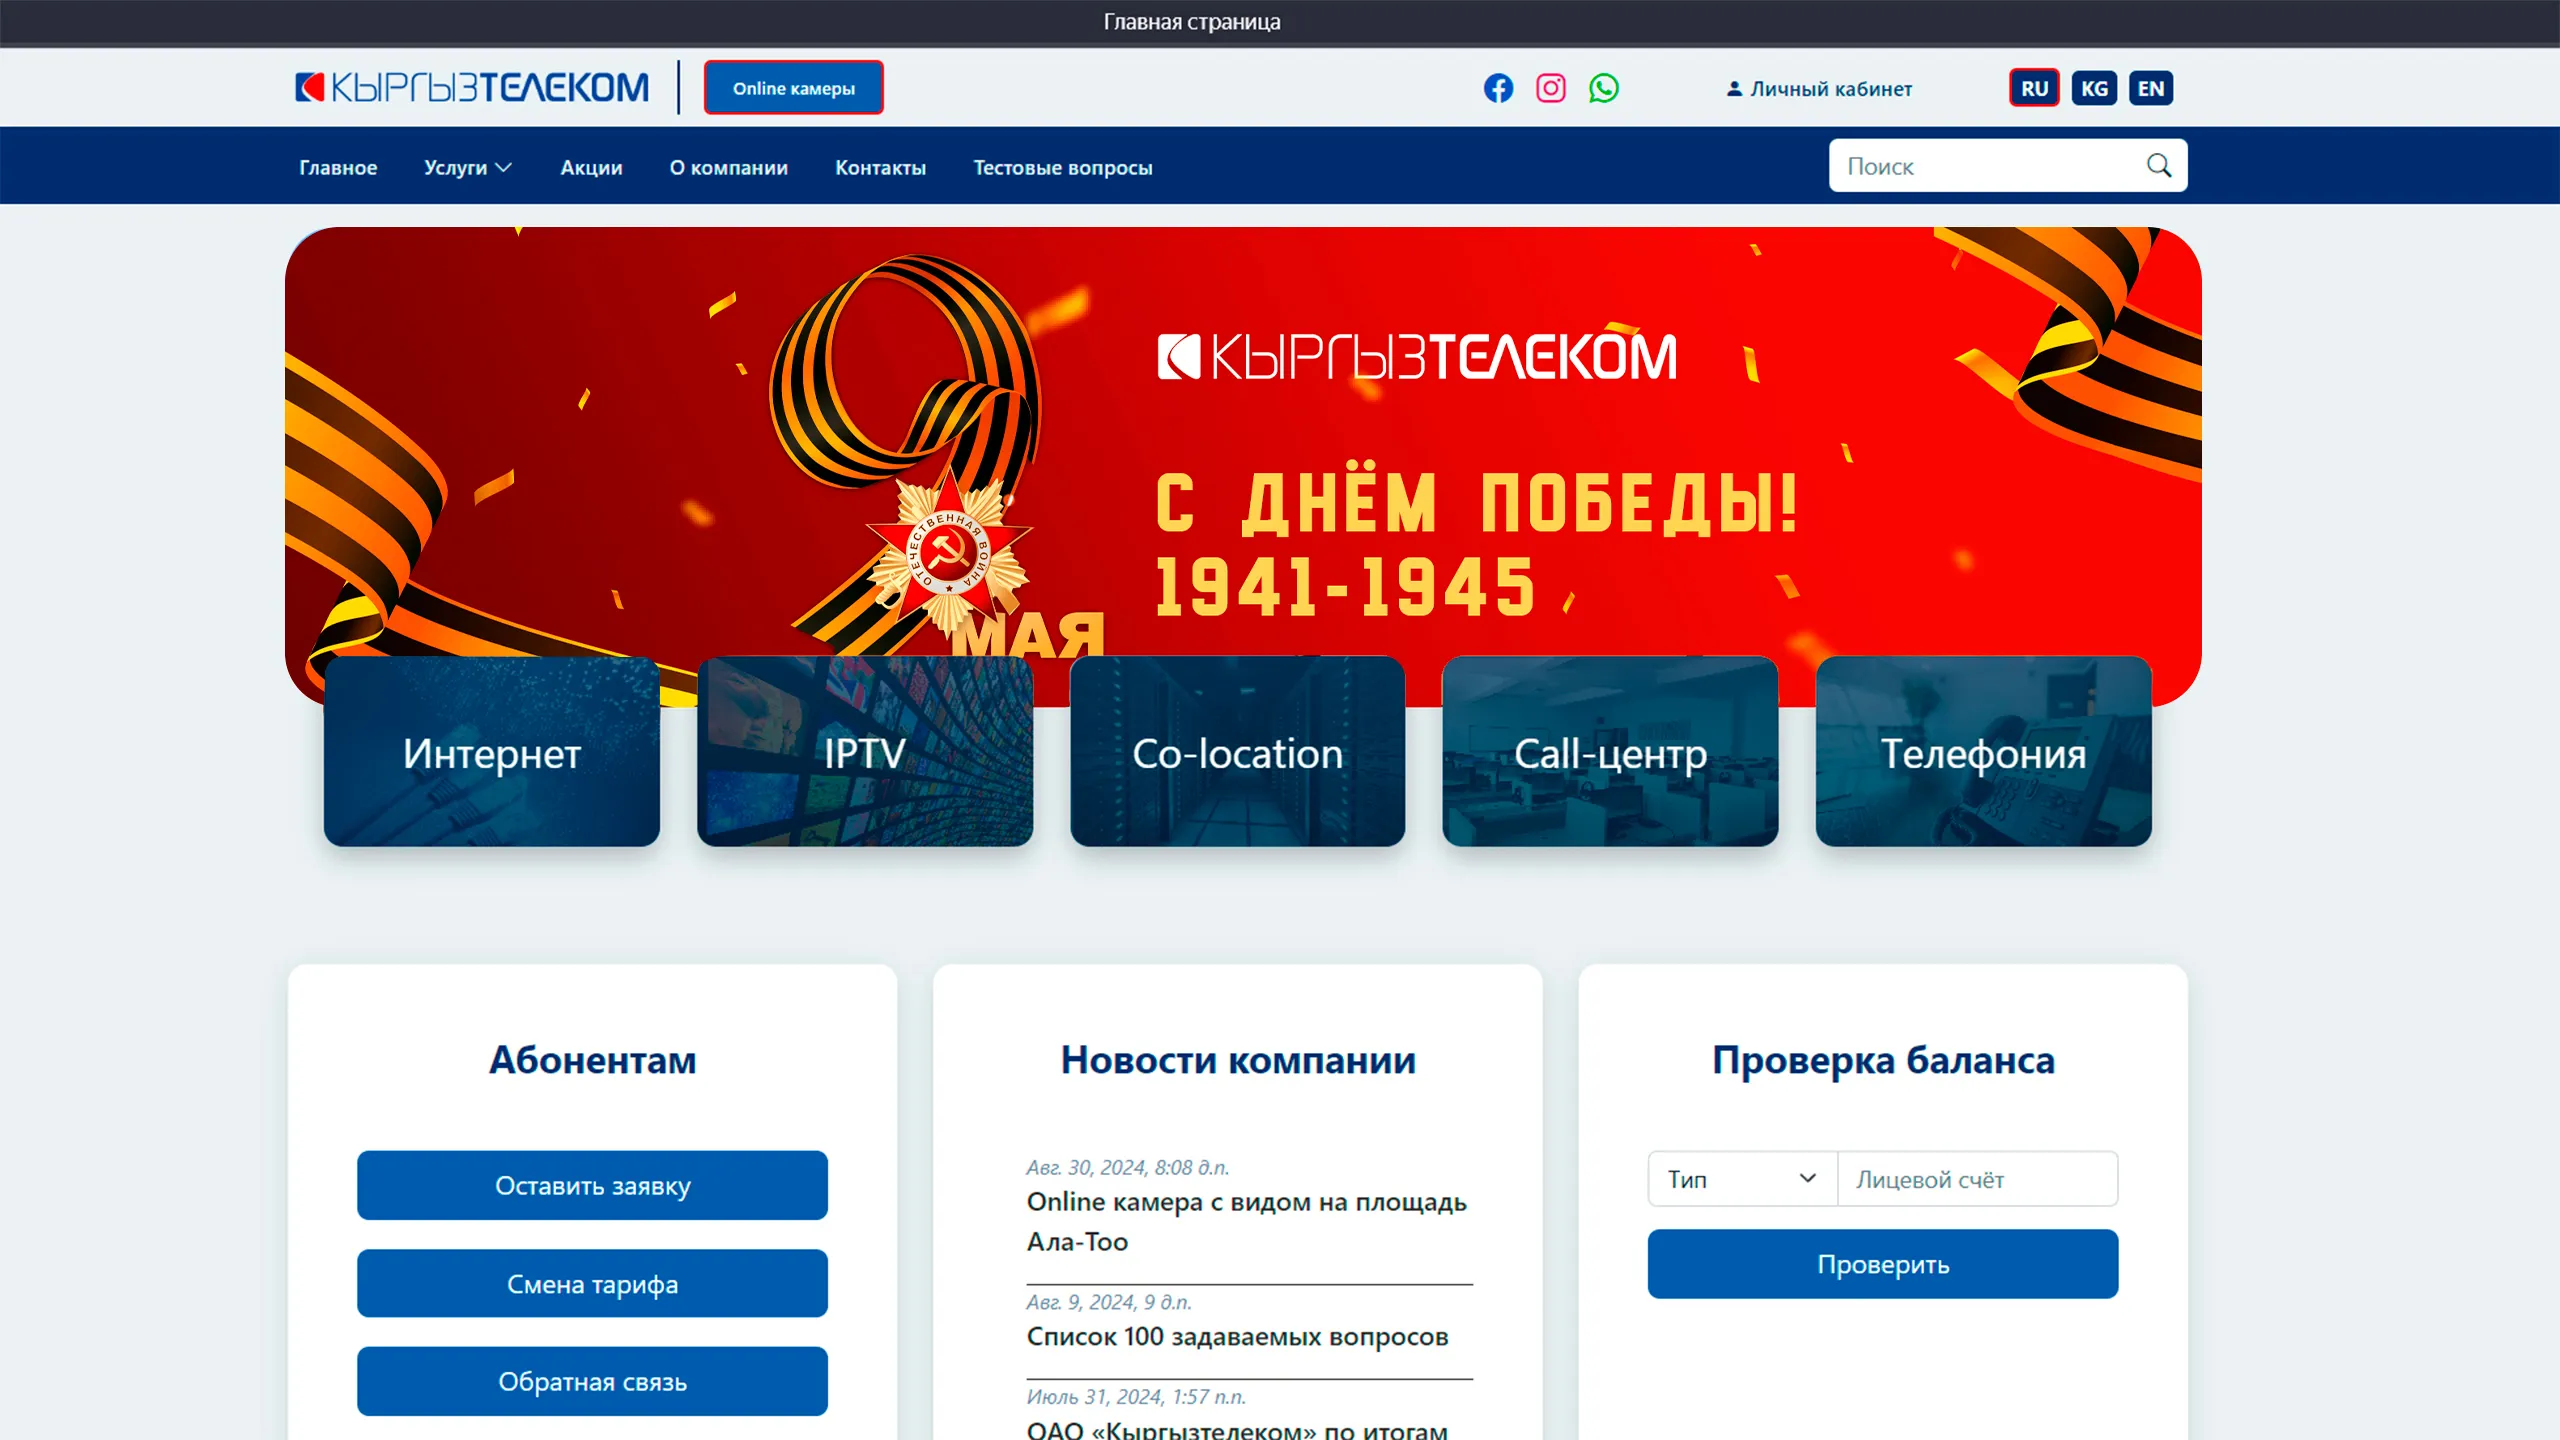 Главная страница
КЫРГЫЗТЕЛЕКОМ
Online камеры
Личный кабинет
RU KG EN
Главное Услуги Акции О компании Контакты Тестовые вопросы
Поиск
КЫРГЫЗТЕЛЕКОМ
С ДНЁМ ПОБЕДЫ!
1941-1945
ОТЕЧЕСТВЕННАЯ ВОЙНА
МАЯ
Интернет
IPTV
Co-location
Call-центр
Телефония
Абонентам
Оставить заявку
Смена тарифа
Обратная связь
Новости компании
Авг. 30, 2024, 8:08 д.п.
Online камера с видом на площадь
Ала-Тоо
Авг. 9, 2024, 9 д.п.
Список 100 задаваемых вопросов
Июль 31, 2024, 1:57 п.п.
ОАО «Кыргызтелеком» по итогам
Проверка баланса
Тип
Лицевой счёт
Проверить